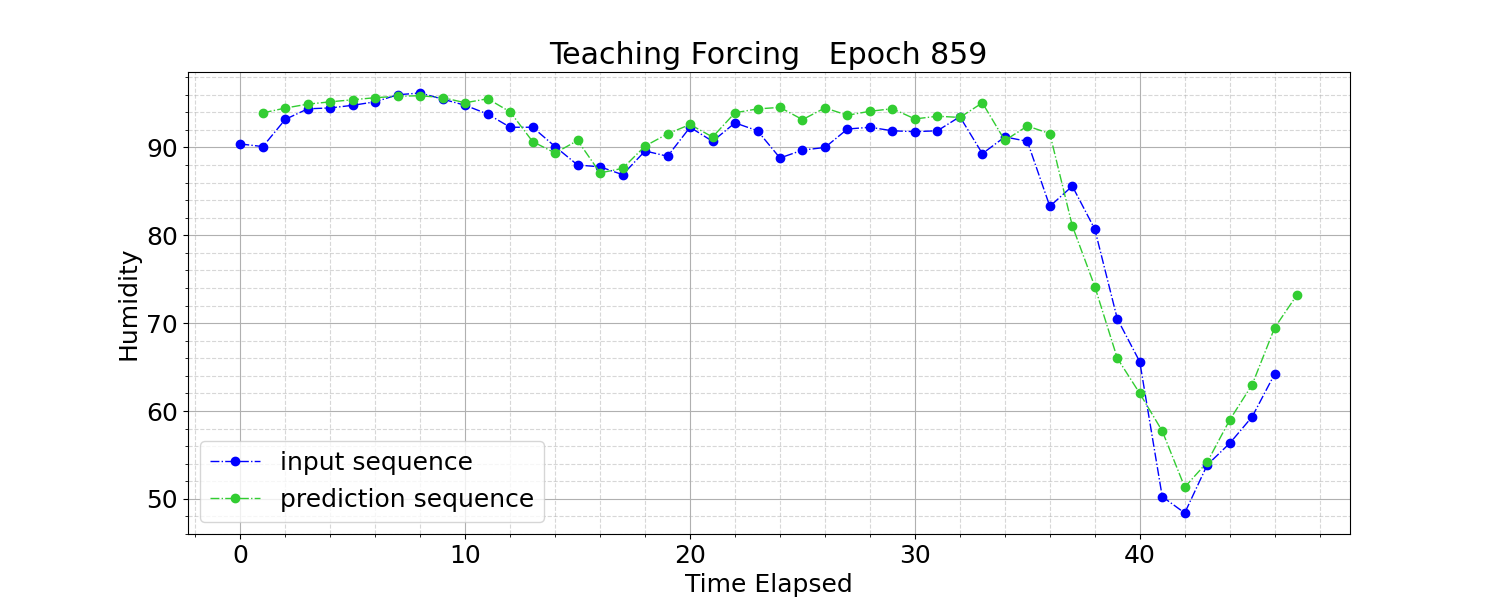 Teaching Forcing   Epoch 859
Humidity
90
80
70
60
50
input sequence
prediction sequence
0 10 20 30 40
Time Elapsed